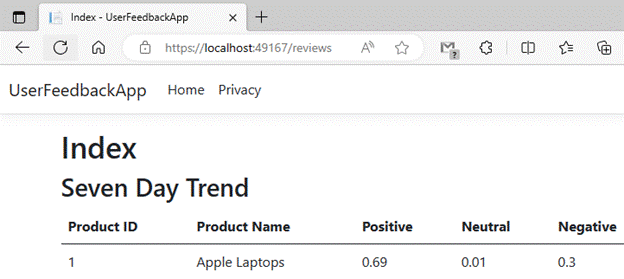 Index - UserFeedbackApp
https://localhost:49167/reviews
UserFeedbackApp Home Privacy
Index
Seven Day Trend
Product ID Product Name Positive Neutral Negative
1 Apple Laptops 0.69 0.01 0.3